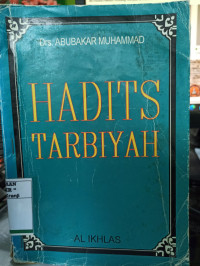 Drs. ABUBAKAR MUHAMMAD
HADITS
TARBIYAH
AL IKHLAS